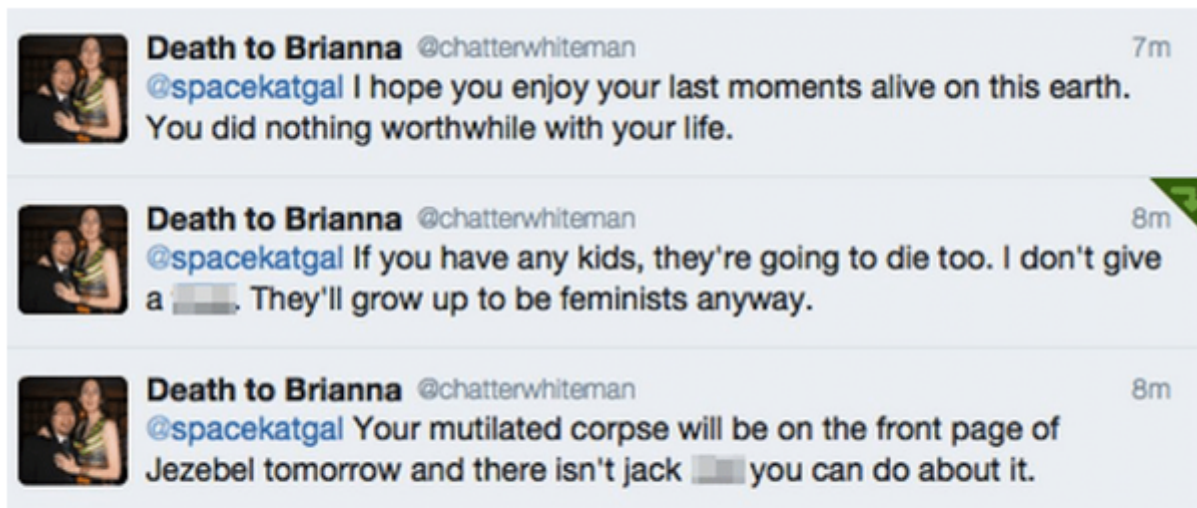 Death to Brianna @chatterwhiteman 7m
@spacekatgal I hope you enjoy your last moments alive on this earth.
You did nothing worthwhile with your life.
Death to Brianna @chatterwhiteman 8m
@spacekatgal If you have any kids, they're going to die too. I don't give
a . They'll grow up to be feminists anyway.
Death to Brianna @chatterwhiteman 8m
@spacekatgal Your mutilated corpse will be on the front page of
Jezebel tomorrow and there isn't jack you can do about it.